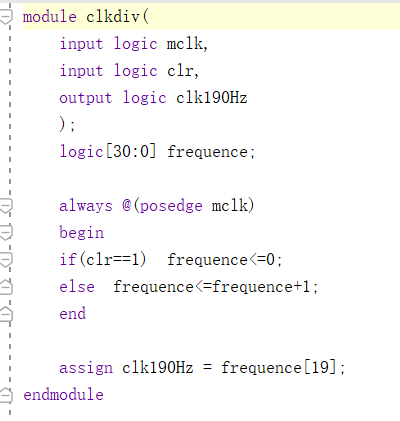 module clkdiv(
input logic mclk,
input logic clr,
output logic clk190Hz
);
logic[30:0] frequence;
always @(posedge mclk)
begin
if(clr==1)  frequence<=0;
else  frequence<=frequence+1;
end
assign clk190Hz = frequence[19];
endmodule